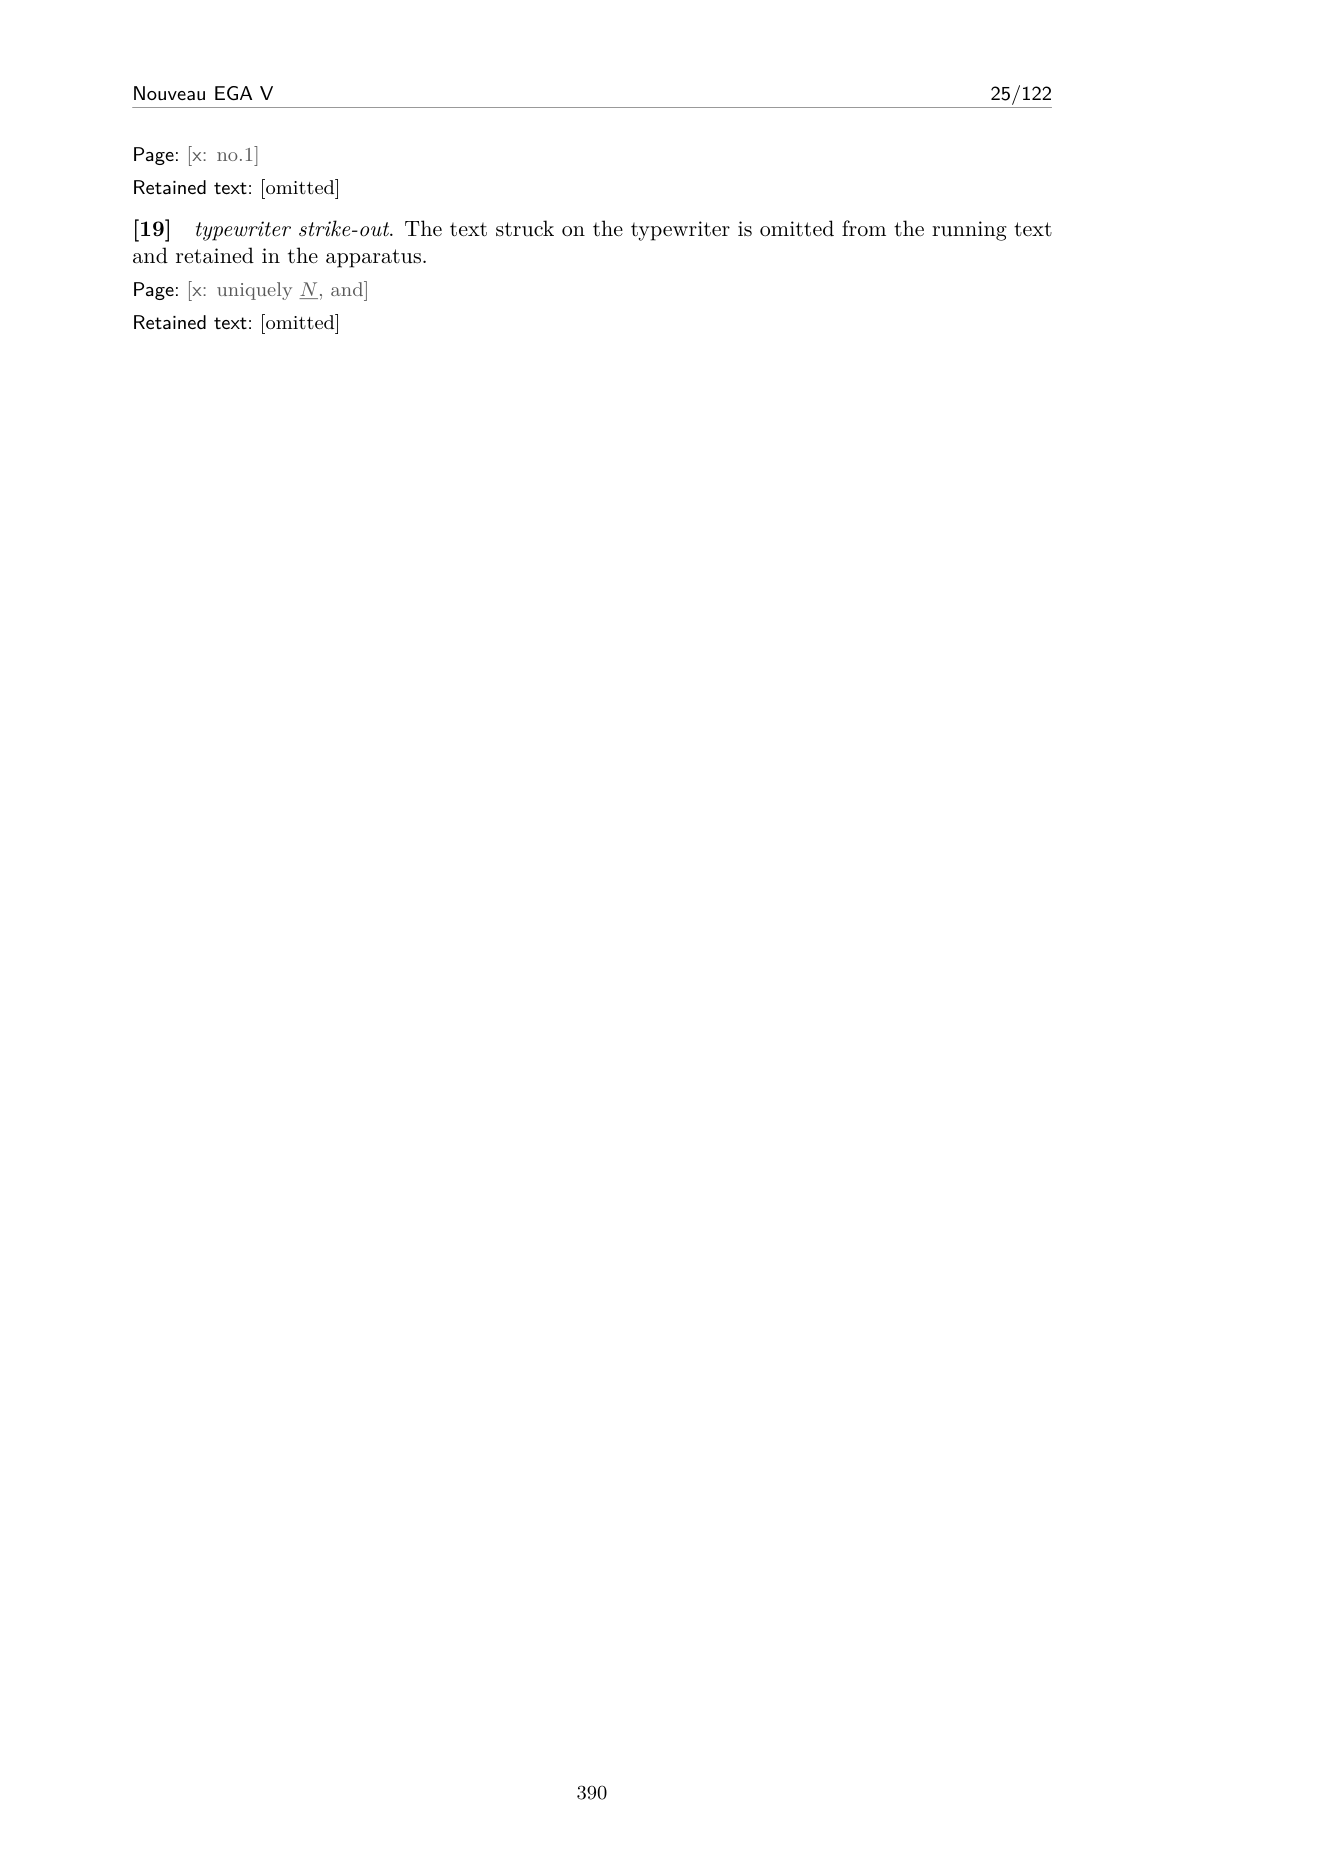 Nouveau EGA V 25/122
Page: [x: no.1]
Retained text: [omitted]
[19] typewriter strike-out. The text struck on the typewriter is omitted from the running text
and retained in the apparatus.
Page: [x: uniquely N, and]
Retained text: [omitted]
390